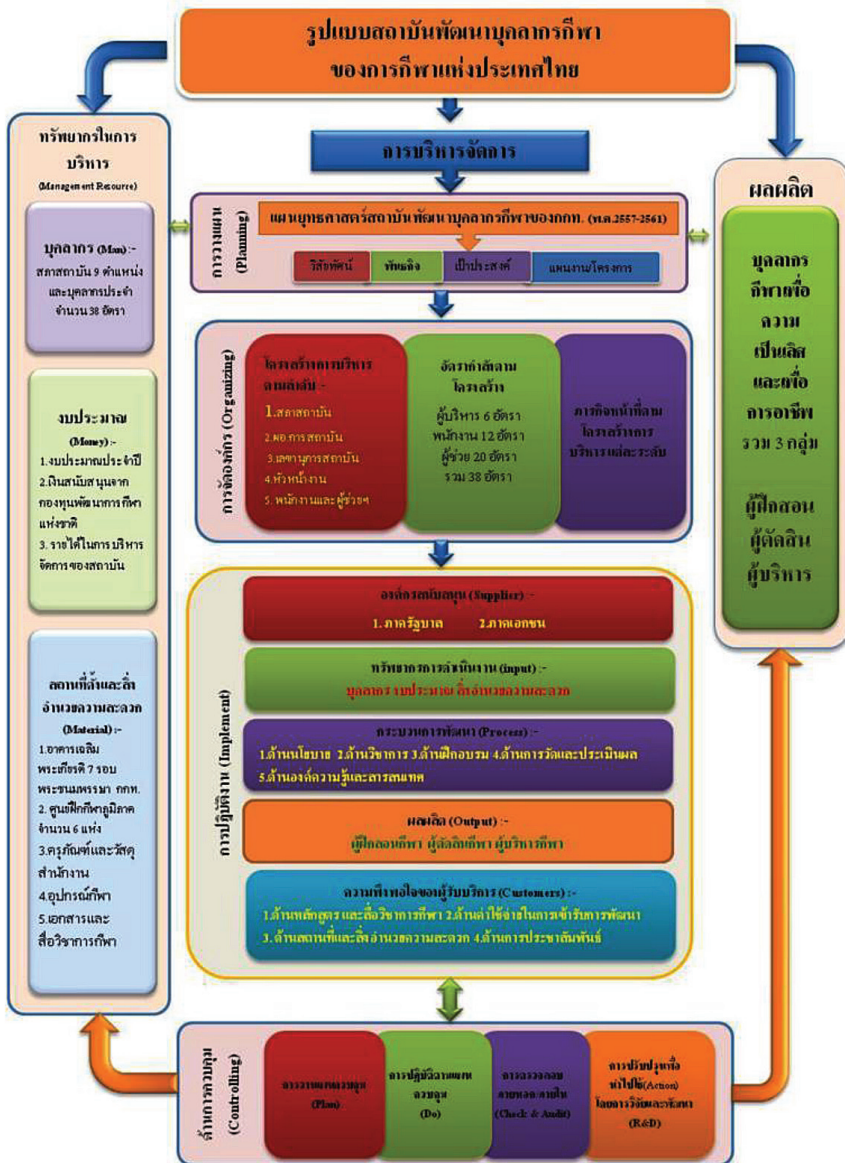 รูปแบบสถาบันพัฒนาบุคลากรกีฬา
ของการกีฬาแห่งประเทศไทย
ทรัพยากรในการ
บริหาร
(Management Resource)
บุคลากร (Man) :-
สภาสถาบัน 9 ตำแหน่ง
และบุคลากรประจำ
จำนวน 38 อัตรา
งบประมาณ
(Money) :-
1.งบประมาณประจำปี
2.เงินสนับสนุนจาก
กองทุนพัฒนาการกีฬา
แห่งชาติ
3. รายได้ในการบริหาร
จัดการของสถาบัน
สถานที่ตั้งและสิ่ง
อำนวยความสะดวก
(Material) :-
1.อาคารเฉลิม
พระเกียรติ 7 รอบ
พระชนมพรรษา กกท.
2. ศูนย์ฝึกกีฬาภูมิภาค
จำนวน 6 แห่ง
3.ครุภัณฑ์และวัสดุ
สำนักงาน
4.อุปกรณ์กีฬา
5.เอกสารและ
สื่อวิชาการกีฬา
การบริหารจัดการ
การวางแผน
(Planning)
แผนยุทธศาสตร์สถาบันพัฒนาบุคลากรกีฬาของกกท. (พ.ศ.2557-2561)
วิสัยทัศน์ พันธกิจ เป้าประสงค์ แผนงาน/โครงการ
การจัดองค์กร (Organizing)
โครงสร้างการบริหาร
ตามลำดับ :-
1.สภาสถาบัน
2.ผอ.การสถาบัน
3.เลขานุการสถาบัน
4.หัวหน้างาน
5. พนักงานและผู้ช่วยฯ
อัตรากำลังตาม
โครงสร้าง
ผู้บริหาร 6 อัตรา
พนักงาน 12 อัตรา
ผู้ช่วย 20 อัตรา
รวม 38 อัตรา
ภารกิจหน้าที่ตาม
โครงสร้างการ
บริหารแต่ละระดับ
การปฏิบัติงาน (Implement)
องค์กรสนับสนุน (Supplier) :-
1. ภาครัฐบาล 2.ภาคเอกชน
ทรัพยากรการดำเนินงาน (input) :-
บุคลากร งบประมาณ สิ่งอำนวยความสะดวก
กระบวนการพัฒนา (Process) :-
1.ด้านนโยบาย 2.ด้านวิชาการ 3.ด้านฝึกอบรม 4.ด้านการวัดและประเมินผล
5.ด้านองค์ความรู้และสารสนเทศ
ผลผลิต (Output) :-
ผู้ฝึกสอนกีฬา ผู้ตัดสินกีฬา ผู้บริหารกีฬา
ความพึงพอใจของผู้รับบริการ (Customers) :-
1.ด้านหลักสูตร และสื่อวิชาการกีฬา 2.ด้านค่าใช้จ่ายในการเข้ารับการพัฒนา
3. ด้านสถานที่และสิ่งอำนวยความสะดวก 4.ด้านการประชาสัมพันธ์
ผลผลิต
บุคลากร
กีฬาเพื่อ
ความ
เป็นเลิศ
และเพื่อ
การอาชีพ
รวม 3 กลุ่ม
ผู้ฝึกสอน
ผู้ตัดสิน
ผู้บริหาร
ด้านการควบคุม
(Controlling)
การวางแผนควบคุม
(Plan)
การปฏิบัติตามแผน
ควบคุม
(Do)
การตรวจสอบ
ภายนอก/ภายใน
(Check & Audit)
การปรับปรุงเพื่อ
นำไปใช้(Action)
โดยการวิจัยและพัฒนา
(R&D)